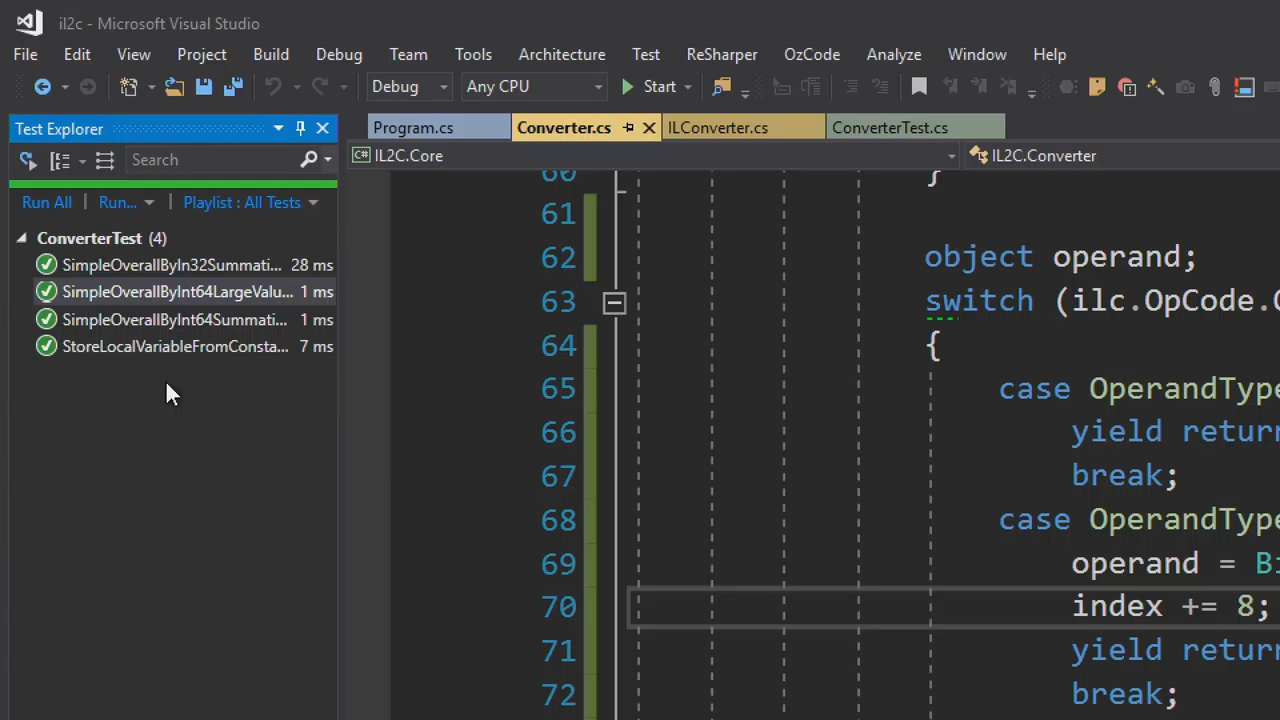 il2c - Microsoft Visual Studio
File Edit View Project Build Debug Team Tools Architecture Test ReSharper OzCode Analyze Window Help
Debug Any CPU Start
Test Explorer
Program.cs Converter.cs ILConverter.cs ConverterTest.cs
Search
C# IL2C.Core IL2C.Converter
Run All | Run... | Playlist : All Tests
ConverterTest (4)
SimpleOverallByIn32Summati... 28 ms
SimpleOverallByInt64LargeValu... 1 ms
SimpleOverallByInt64Summati... 1 ms
StoreLocalVariableFromConsta... 7 ms
60 }
61
62 object operand;
63 switch (ilc.OpCode.
64 {
65 case OperandType
66 yield return
67 break;
68 case OperandType
69 operand = Bi
70 index += 8;
71 yield return
72 break;